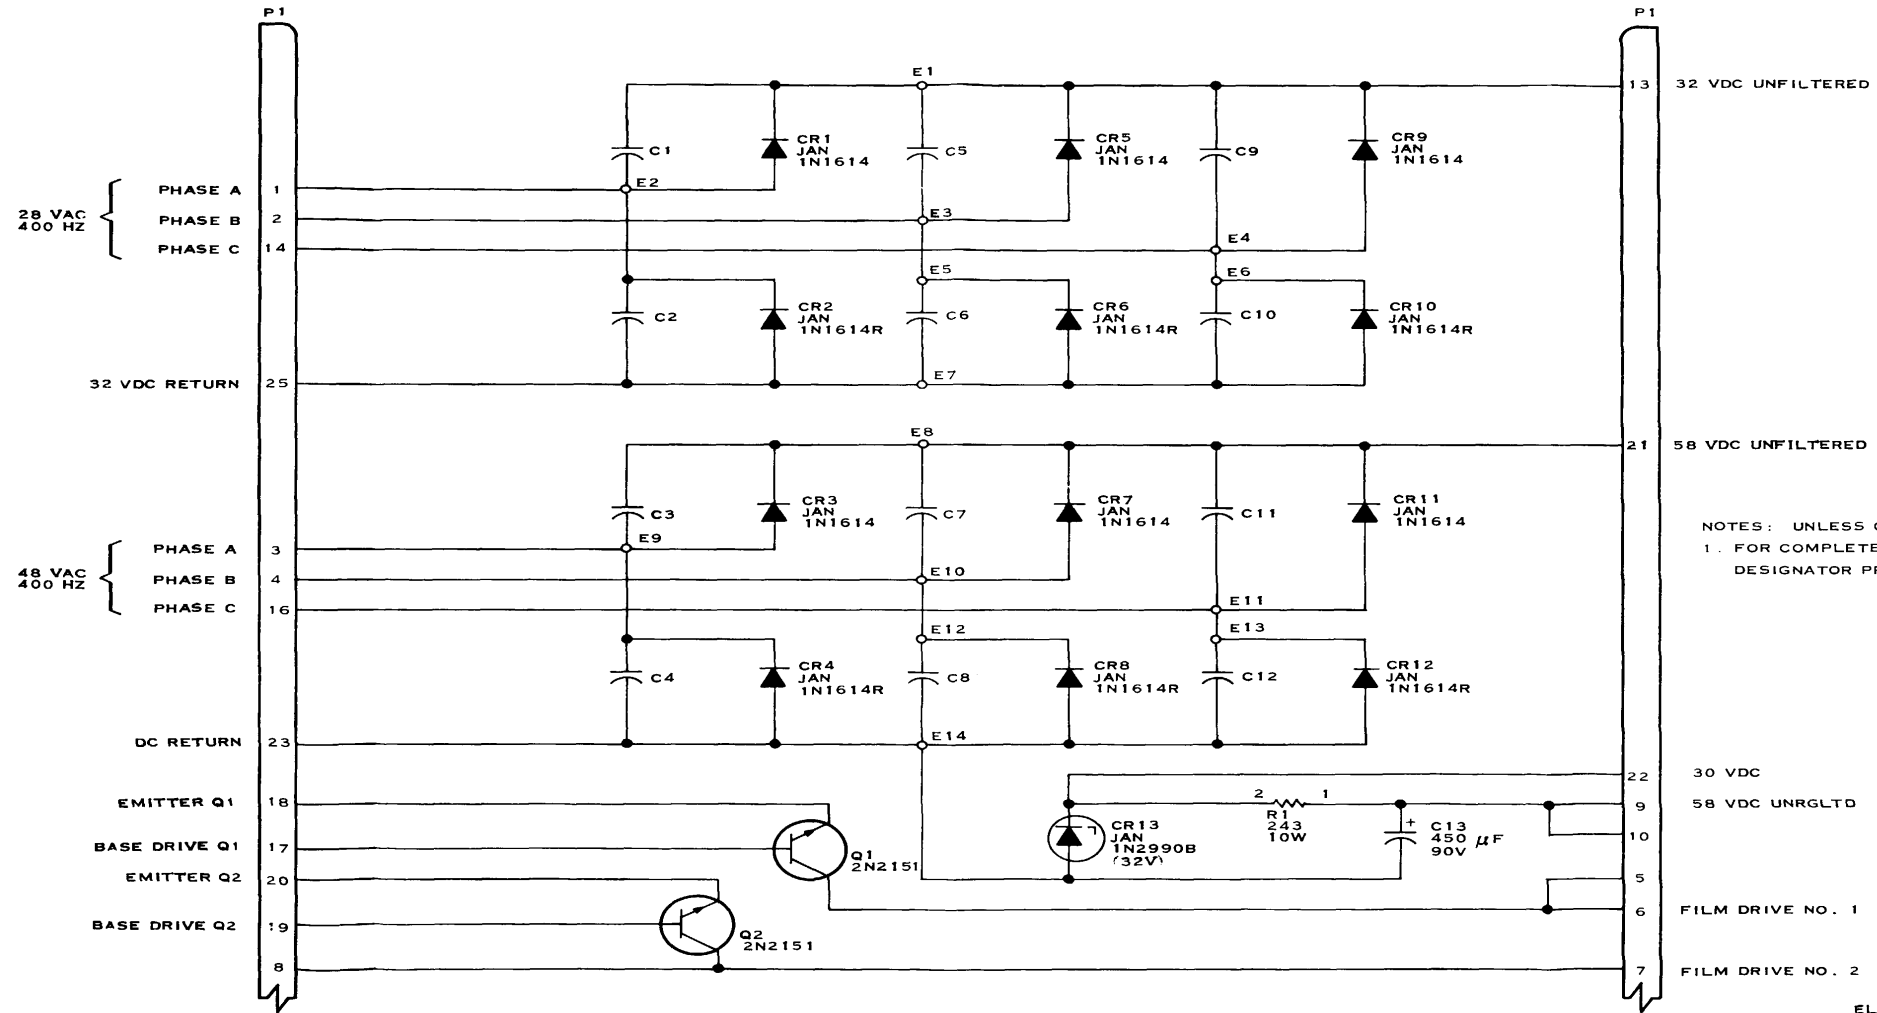 P1
P1
E1
13 32 VDC UNFILTERED
C1
CR1
JAN
1N1614
C5
CR5
JAN
1N1614
C9
CR9
JAN
1N1614
28 VAC
400 HZ
PHASE A 1
E2
PHASE B 2
E3
PHASE C 14
E4
E5
E6
C2
CR2
JAN
1N1614R
C6
CR6
JAN
1N1614R
C10
CR10
JAN
1N1614R
32 VDC RETURN 25
E7
E8
21 58 VDC UNFILTERED
C3
CR3
JAN
1N1614
C7
CR7
JAN
1N1614
C11
CR11
JAN
1N1614
NOTES: UNLESS
1. FOR COMPLETE
DESIGNATOR
48 VAC
400 HZ
PHASE A 3
E9
PHASE B 4
E10
PHASE C 16
E11
E12
E13
C4
CR4
JAN
1N1614R
C8
CR8
JAN
1N1614R
C12
CR12
JAN
1N1614R
DC RETURN 23
E14
22 30 VDC
EMITTER Q1 18
2 1
R1
243
10W
9 58 VDC UNRGLTD
BASE DRIVE Q1 17
Q1
2N2151
CR13
JAN
1N2990B
(32V)
+
C13
450 µF
90V
10
EMITTER Q2 20
5
6 FILM DRIVE NO. 1
BASE DRIVE Q2 19
Q2
2N2151
8
7 FILM DRIVE NO. 2